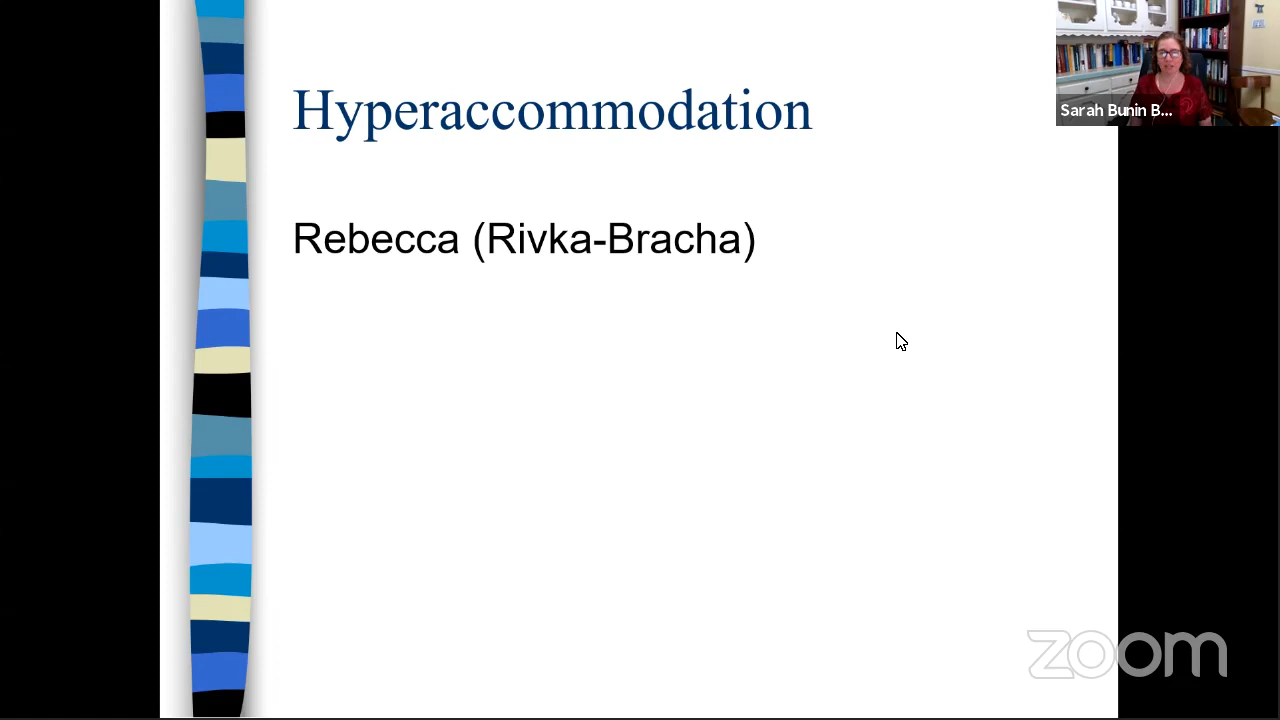 Hyperaccommodation
Rebecca (Rivka-Bracha)
Sarah Bunin B...
zoom